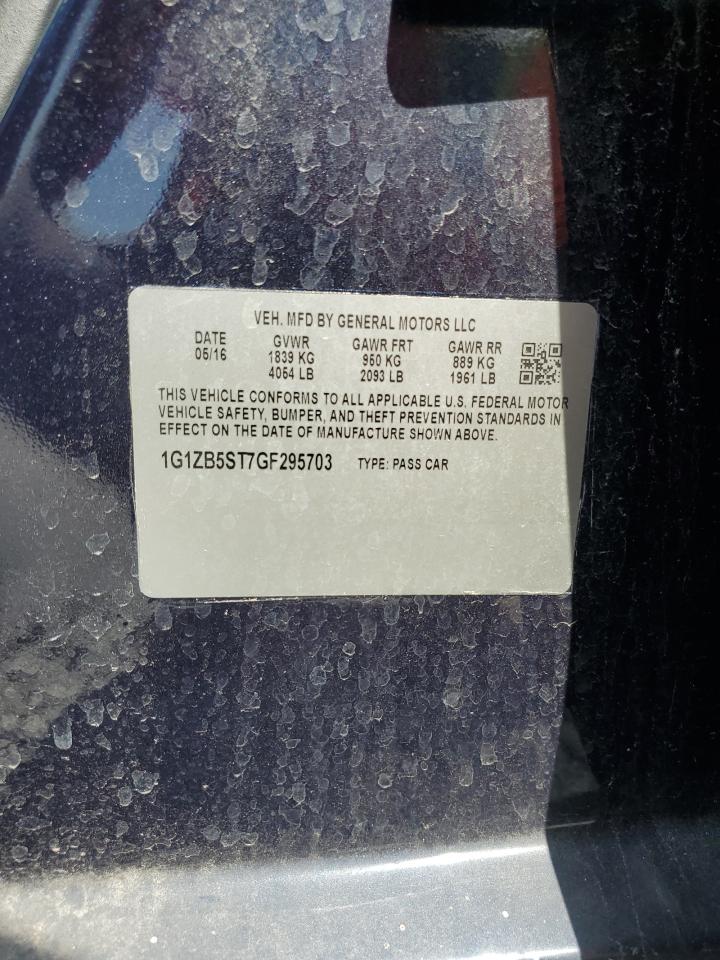 VEH. MFD BY GENERAL MOTORS LLC
DATE GVWR GAWR FRT GAWR RR
05/16 1839 KG 950 KG 889 KG
4054 LB 2093 LB 1961 LB
THIS VEHICLE CONFORMS TO ALL APPLICABLE U.S. FEDERAL MOTOR
VEHICLE SAFETY, BUMPER, AND THEFT PREVENTION STANDARDS IN
EFFECT ON THE DATE OF MANUFACTURE SHOWN ABOVE.
1G1ZB5ST7GF295703 TYPE: PASS CAR